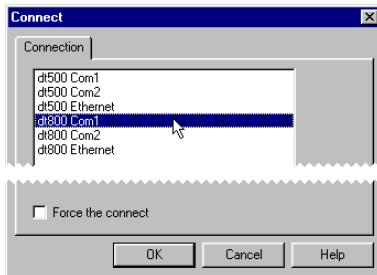 Connect
Connection
dt500 Com1
dt500 Com2
dt500 Ethernet
dt800 Com1
dt800 Com2
dt800 Ethernet
Force the connect
OK Cancel Help